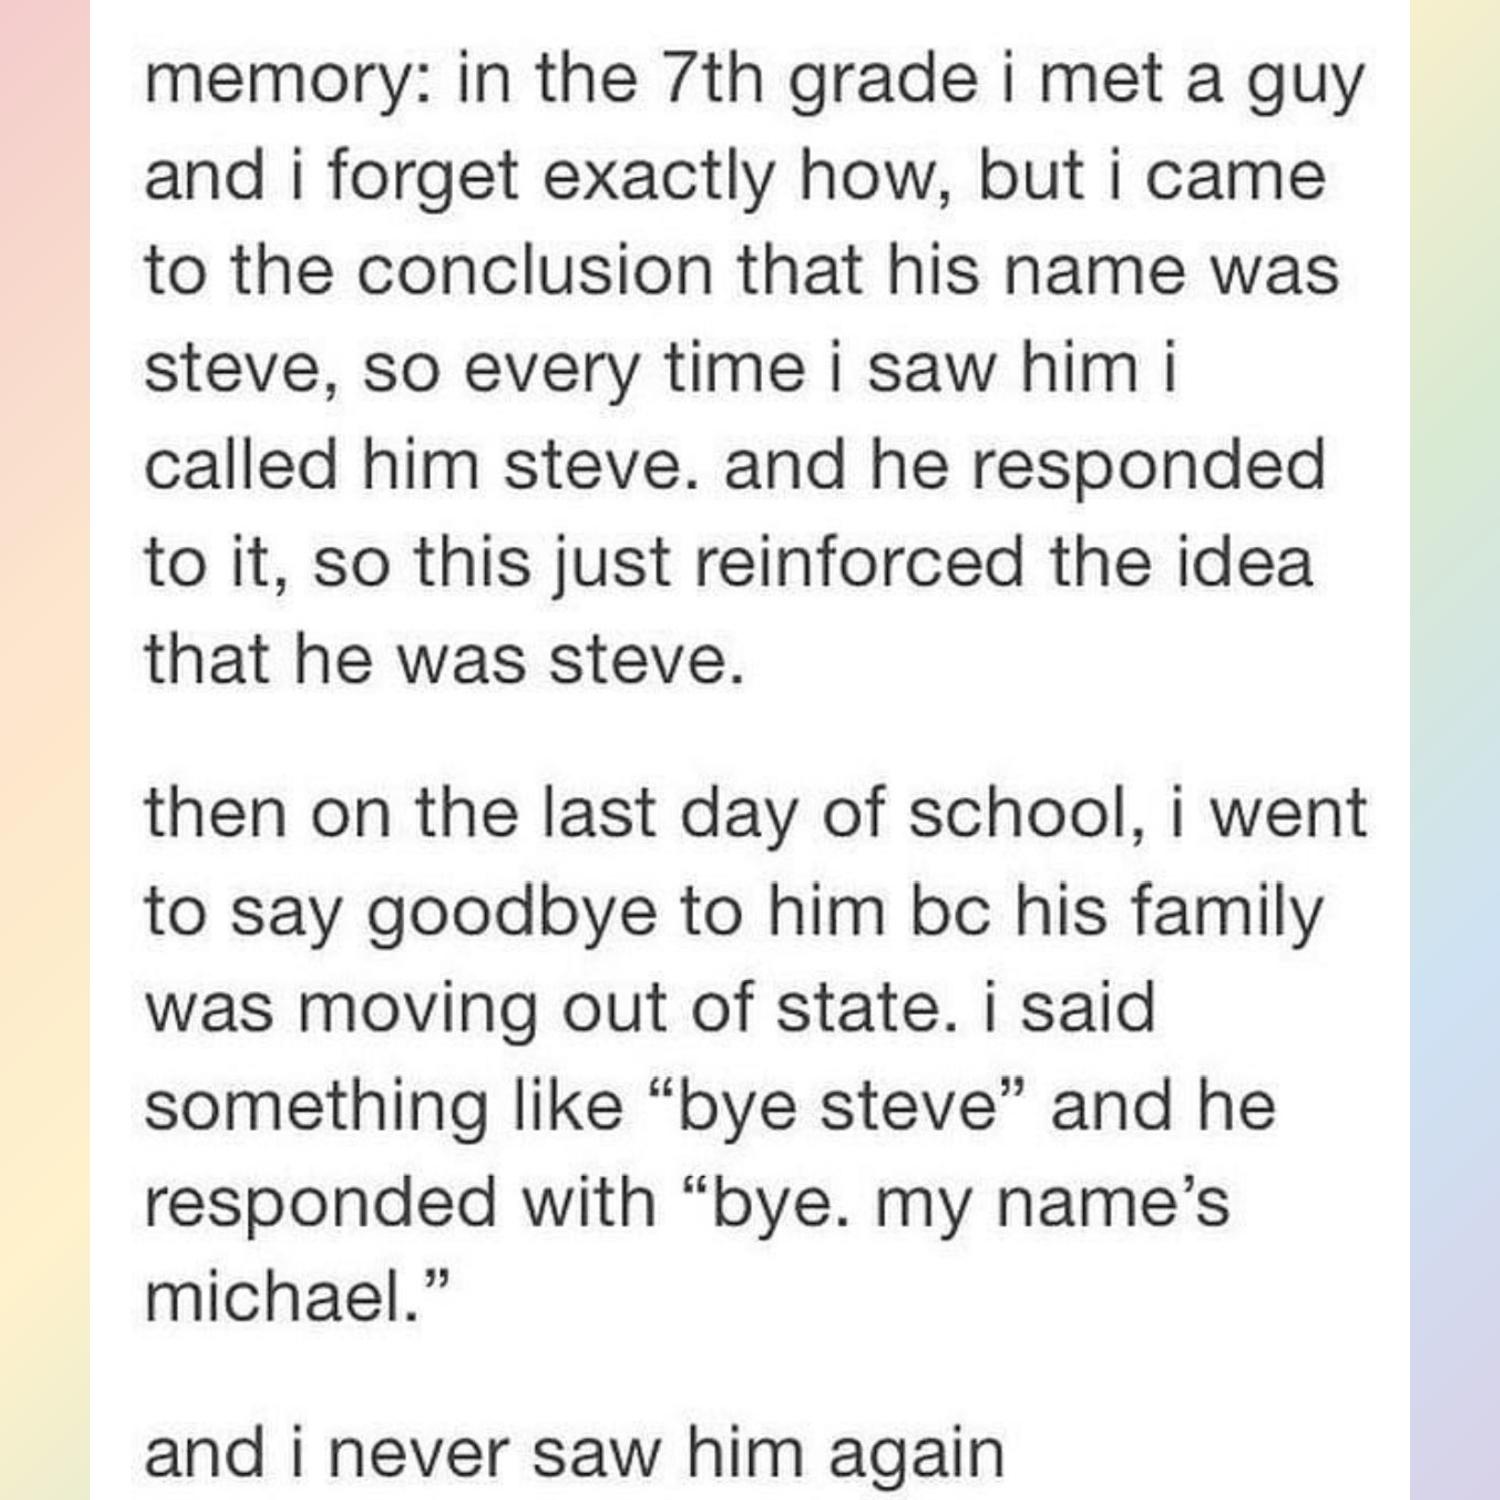 memory: in the 7th grade i met a guy
and i forget exactly how, but i came
to the conclusion that his name was
steve, so every time i saw him i
called him steve. and he responded
to it, so this just reinforced the idea
that he was steve.
then on the last day of school, i went
to say goodbye to him bc his family
was moving out of state. i said
something like “bye steve” and he
responded with “bye. my name’s
michael.”
and i never saw him again